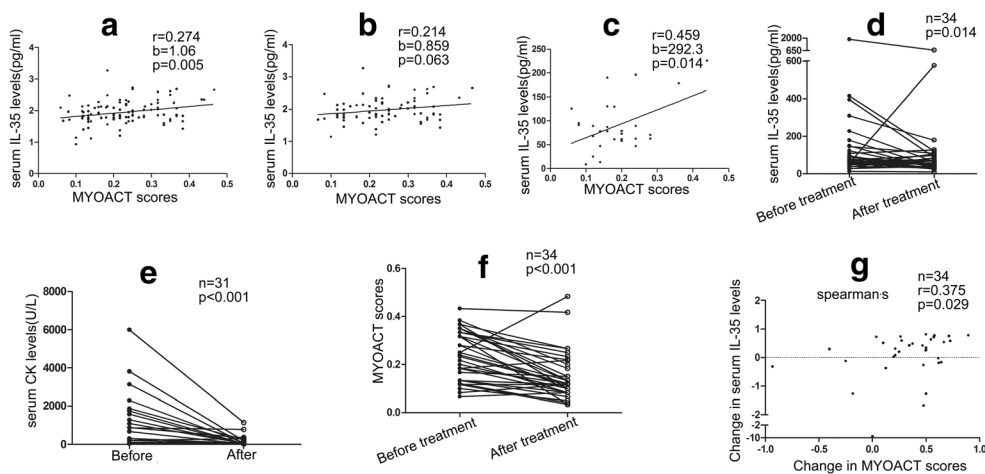 a
r=0.274
b=1.06
p=0.005
serum IL-35 levels(pg/ml)
4
3
2
1
0
0.0 0.1 0.2 0.3 0.4 0.5
MYOACT scores
b
r=0.214
b=0.859
p=0.063
serum IL-35 levels(pg/ml)
4
3
2
1
0
0.0 0.1 0.2 0.3 0.4 0.5
MYOACT scores
c
r=0.459
b=292.3
p=0.014
serum IL-35 levels(pg/ml)
250
200
150
100
50
0
0.0 0.1 0.2 0.3 0.4 0.5
MYOACT scores
d
n=34
p=0.014
serum IL-35 levels(pg/ml)
2000
650
600
400
200
0
Before treatment After treatment
e
n=31
p<0.001
serum CK levels(U/L)
8000
6000
4000
2000
0
Before After
f
n=34
p<0.001
MYOACT scores
0.6
0.4
0.2
0.0
Before treatment After treatment
g
n=34
r=0.375
p=0.029
spearman's
Change in serum IL-35 levels
2
1
0
-1
-2
-2
-10
-1.0 -0.5 0.0 0.5 1.0
Change in MYOACT scores